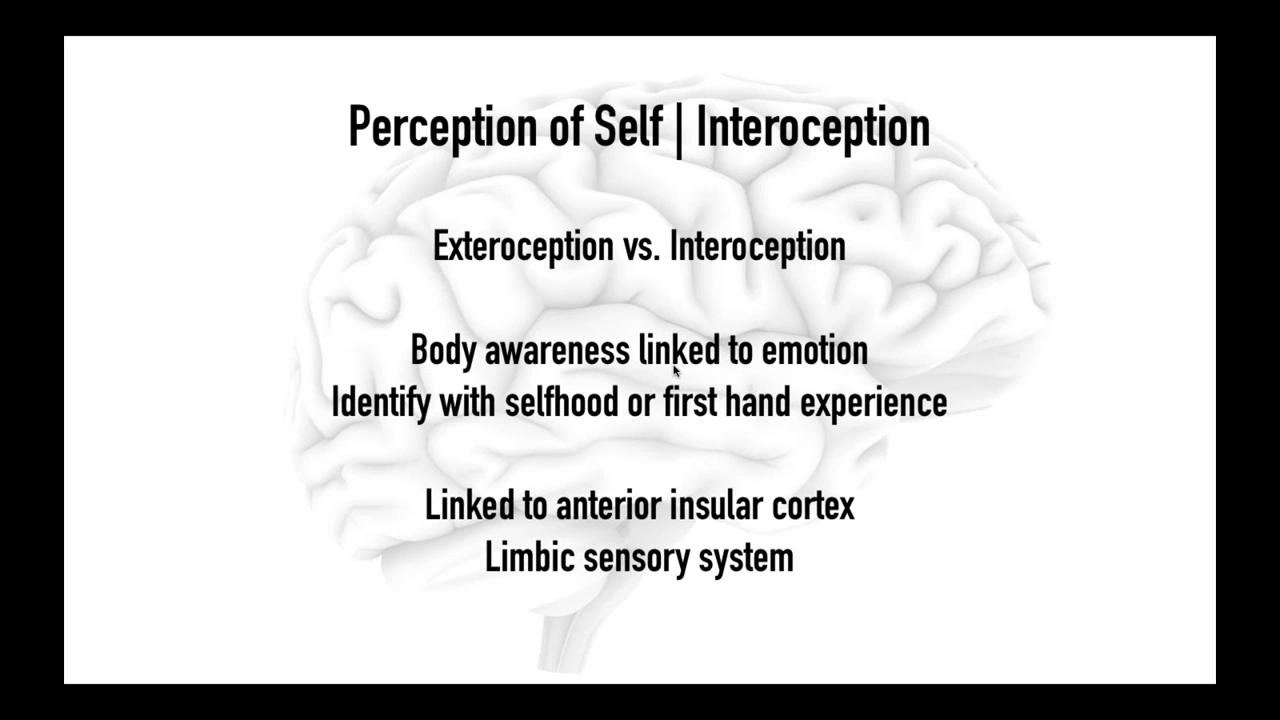 Perception of Self | Interoception
Exteroception vs. Interoception
Body awareness linked to emotion
Identify with selfhood or first hand experience
Linked to anterior insular cortex
Limbic sensory system